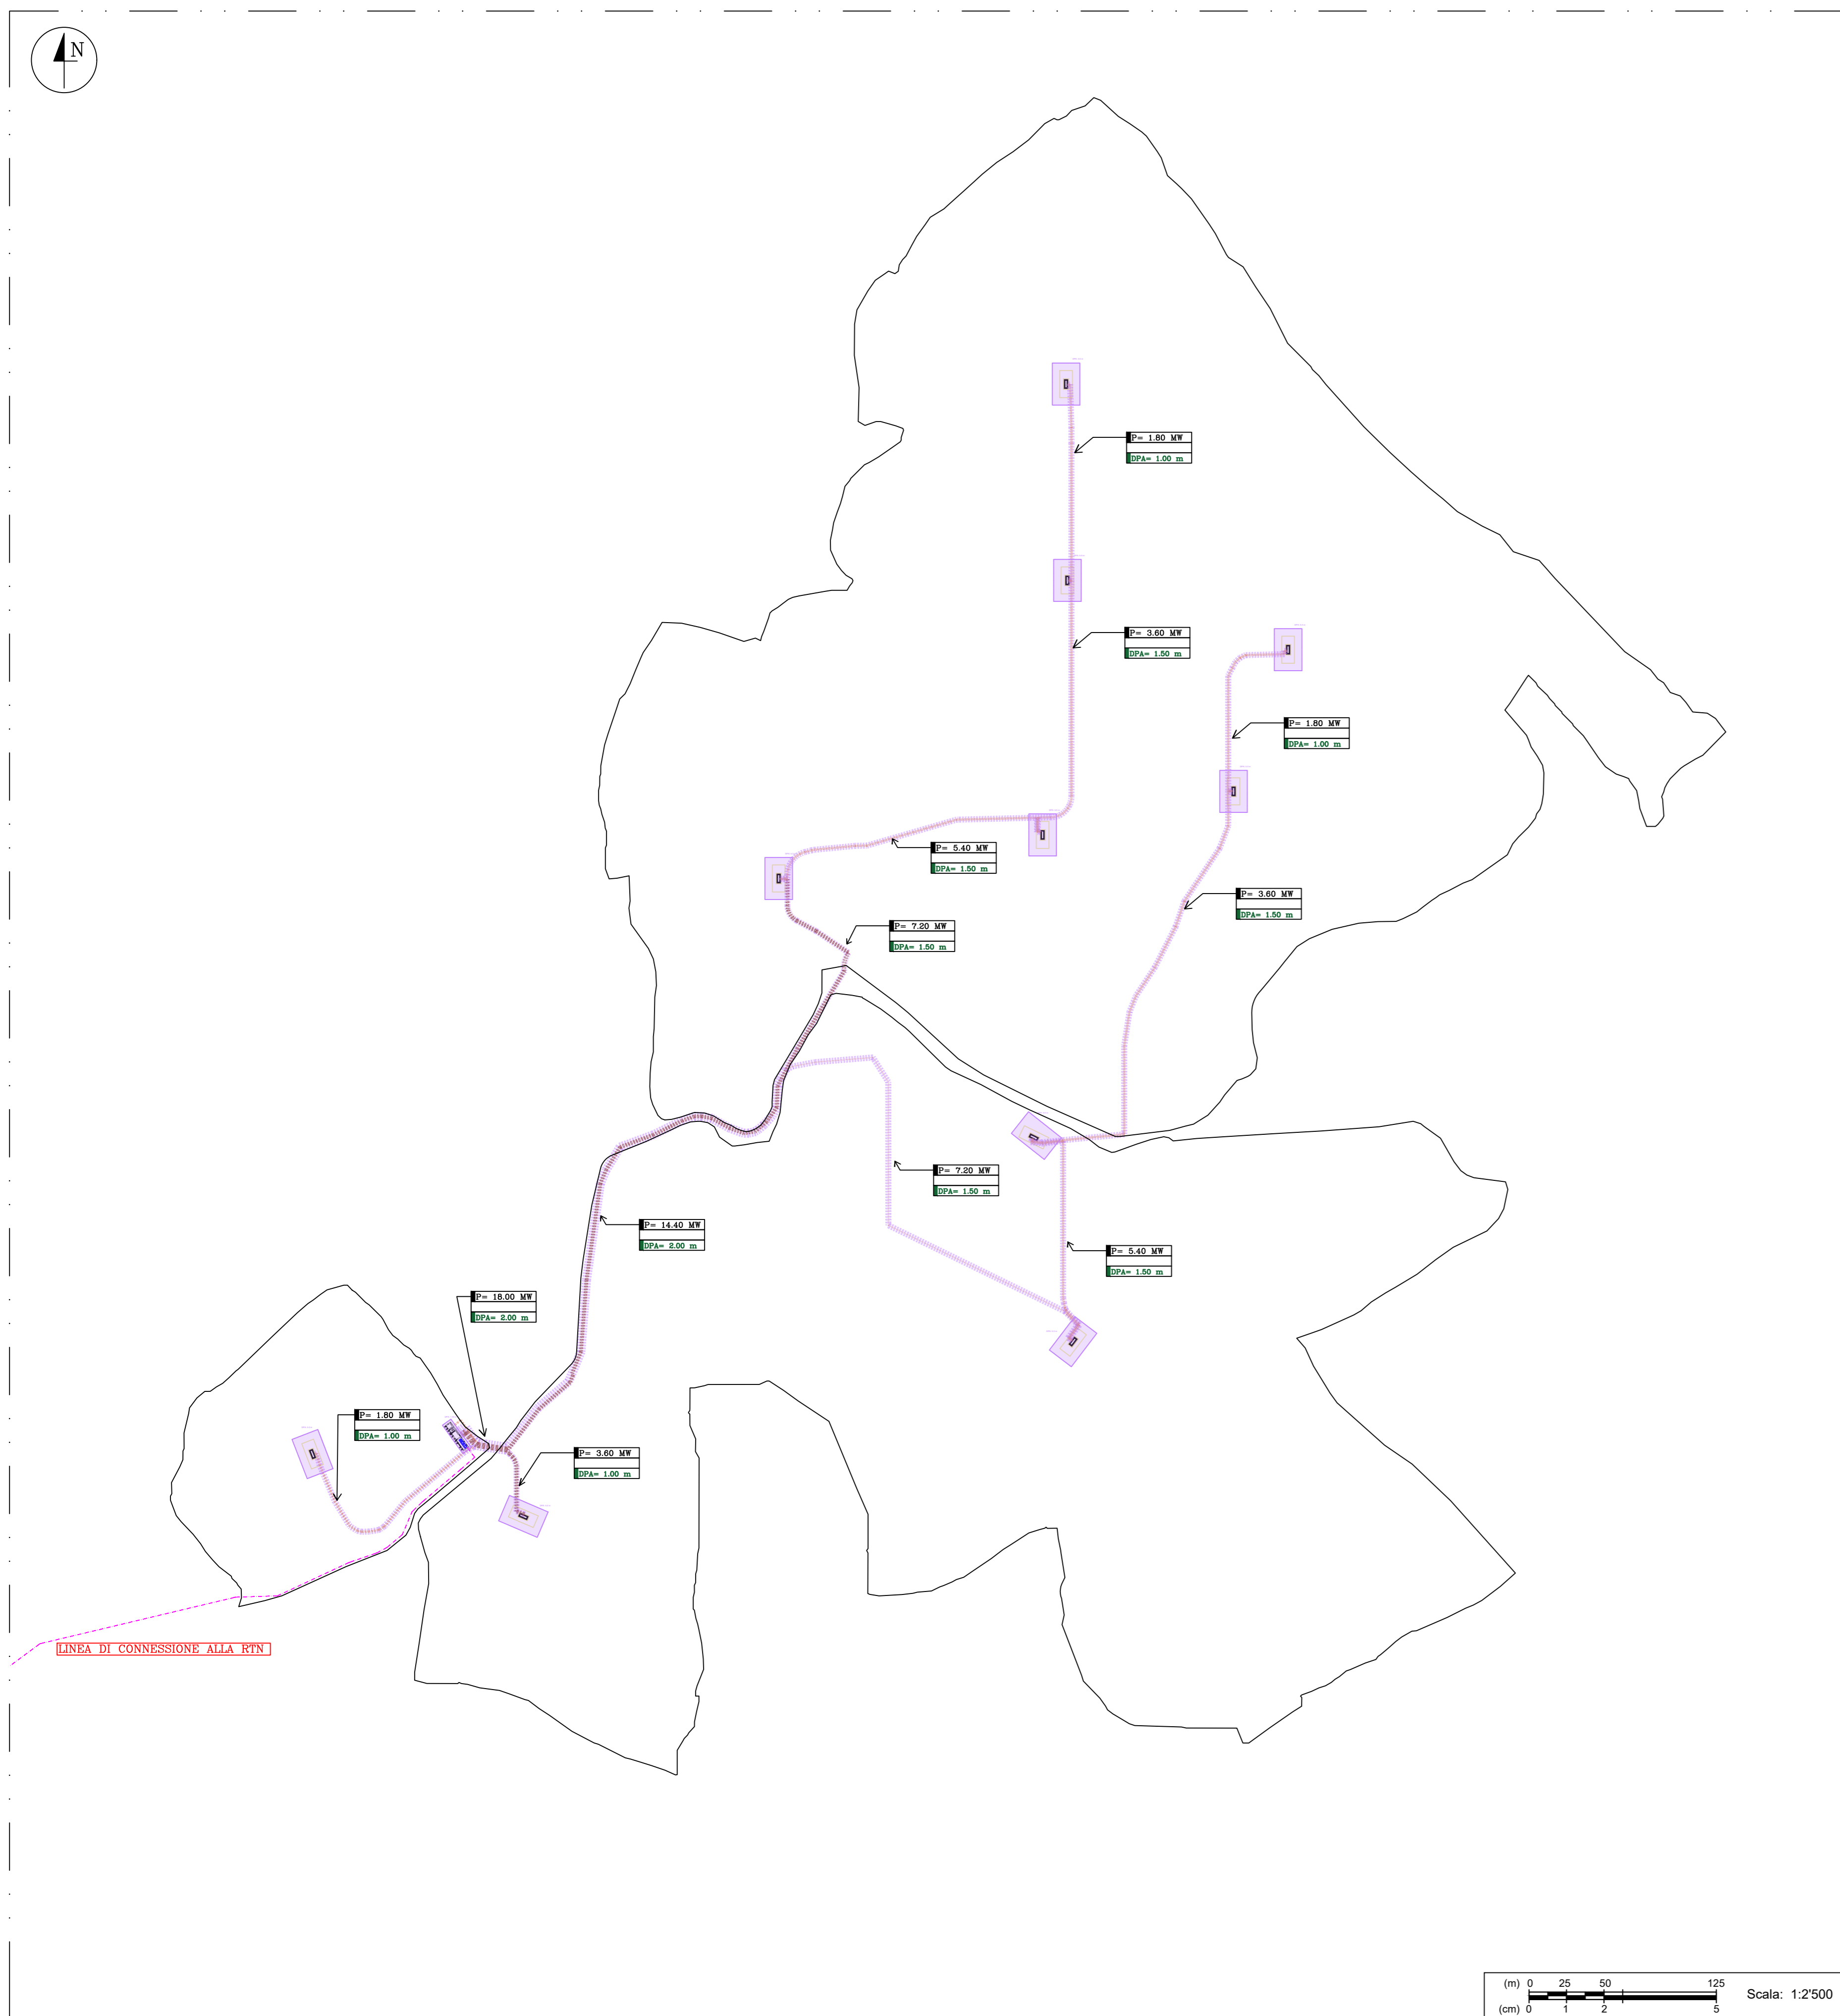 N
P= 1.80 MW
DPA= 1.00 m
P= 3.60 MW
DPA= 1.50 m
P= 1.80 MW
DPA= 1.00 m
P= 5.40 MW
DPA= 1.50 m
P= 3.60 MW
DPA= 1.50 m
P= 7.20 MW
DPA= 1.50 m
P= 7.20 MW
DPA= 1.50 m
P= 14.40 MW
DPA= 2.00 m
P= 5.40 MW
DPA= 1.50 m
P= 18.00 MW
DPA= 2.00 m
P= 1.80 MW
DPA= 1.00 m
P= 3.60 MW
DPA= 1.00 m
LINEA DI CONNESSIONE ALLA RTN
(m) 0 25 50 125
Scala: 1:2'500
(cm) 0 1 2 5